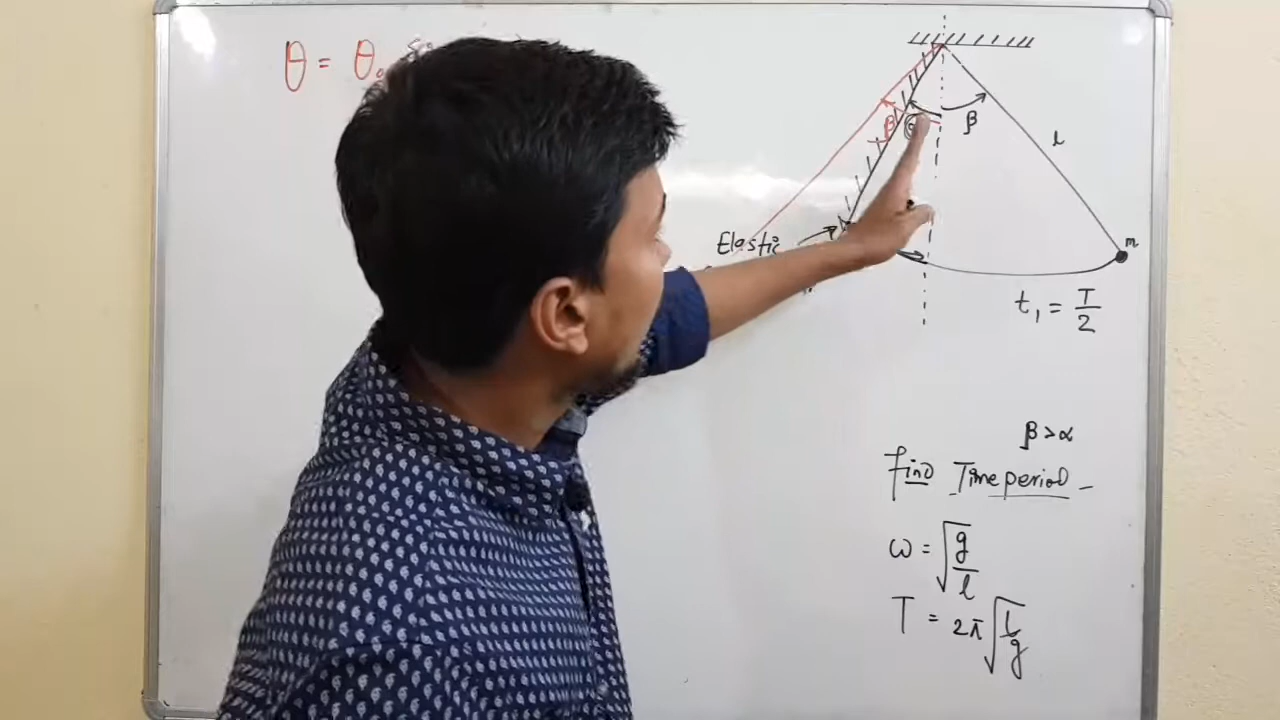 θ = θ₀
β
β
l
Elastic
m
t₁ = T/2
β > α
find Time period -
ω = √(g/l)
T = 2π √(l/g)